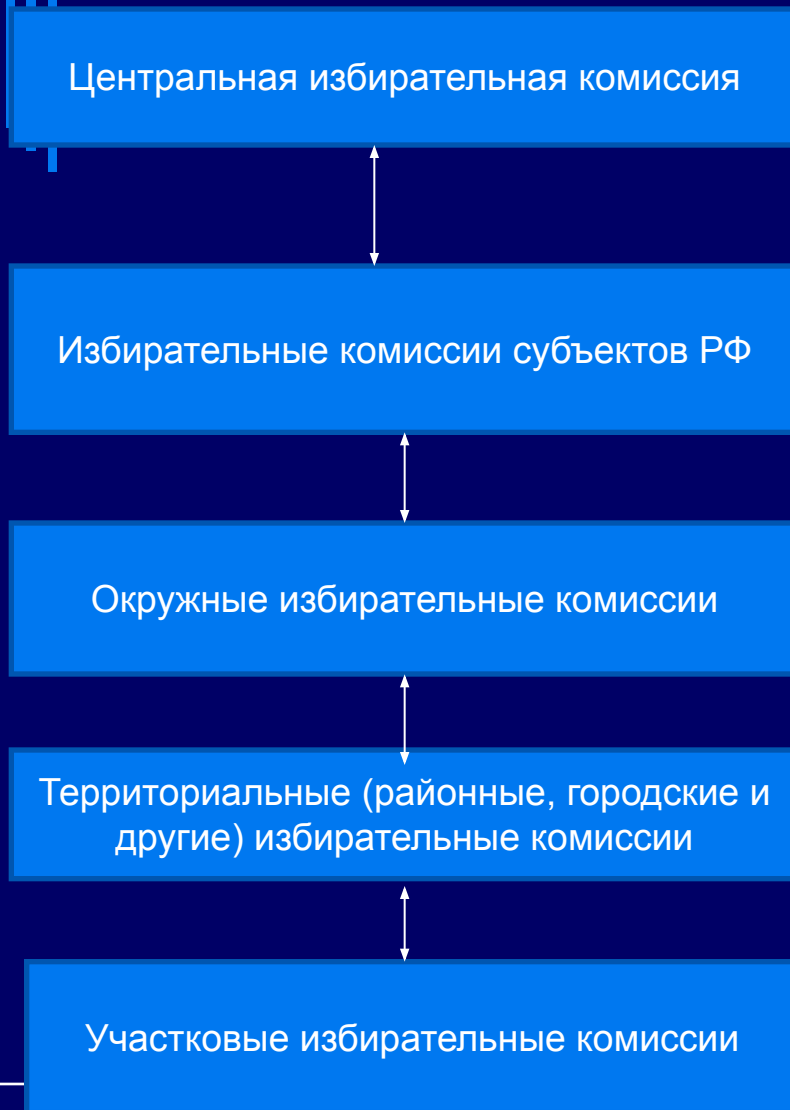 Центральная избирательная комиссия
Избирательные комиссии субъектов РФ
Окружные избирательные комиссии
Территориальные (районные, городские и
другие) избирательные комиссии
Участковые избирательные комиссии